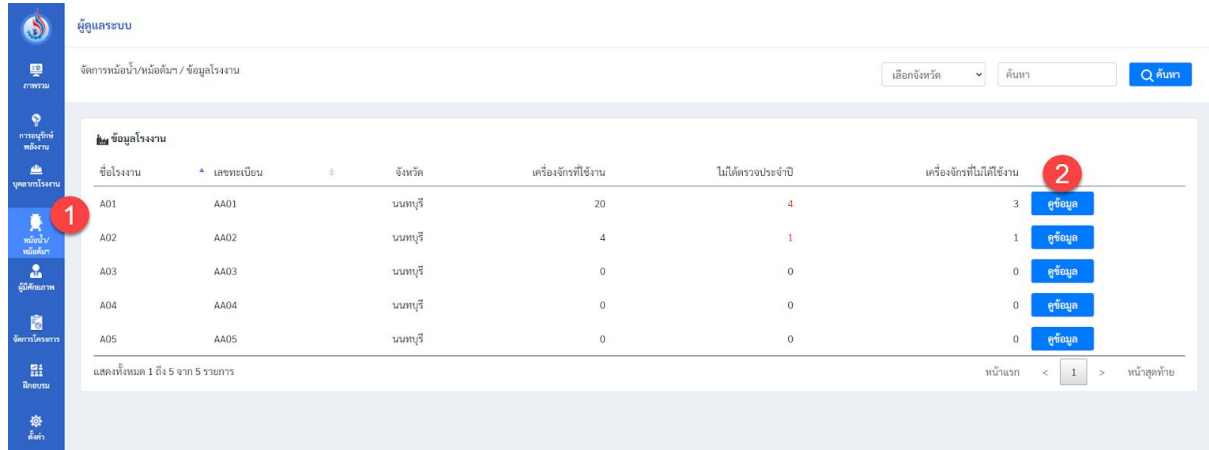 ผู้ดูแลระบบ
จัดการหม้อน้ำ/หม้อต้มฯ / ข้อมูลโรงงาน
เลือกจังหวัด ค้นหา ค้นหา
ภาพรวม
การอนุรักษ์
พลังงาน
บุคลากรโรงงาน
1
หม้อน้ำ/
หม้อต้มฯ
ผู้มีศักยภาพ
จัดการโครงการ
ฝึกอบรม
ตั้งค่า
ข้อมูลโรงงาน
ชื่อโรงงาน เลขทะเบียน จังหวัด เครื่องจักรที่ใช้งาน ไม่ได้ตรวจประจำปี เครื่องจักรที่ไม่ได้ใช้งาน 2
A01 AA01 นนทบุรี 20 4 3 ดูข้อมูล
A02 AA02 นนทบุรี 4 1 1 ดูข้อมูล
A03 AA03 นนทบุรี 0 0 0 ดูข้อมูล
A04 AA04 นนทบุรี 0 0 0 ดูข้อมูล
A05 AA05 นนทบุรี 0 0 0 ดูข้อมูล
แสดงทั้งหมด 1 ถึง 5 จาก 5 รายการ หน้าแรก < 1 > หน้าสุดท้าย